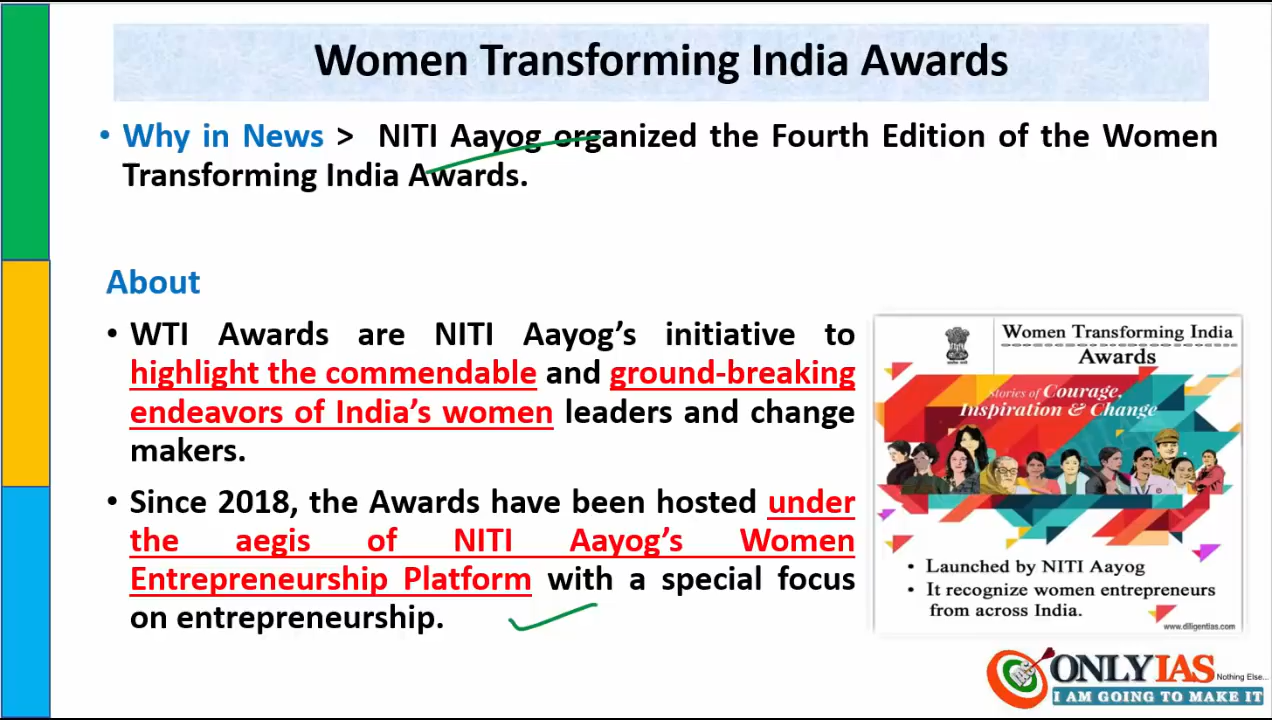 Women Transforming India Awards
• Why in News > NITI Aayog organized the Fourth Edition of the Women
Transforming India Awards.
About
• WTI Awards are NITI Aayog’s initiative to
highlight the commendable and ground-breaking
endeavors of India’s women leaders and change
makers.
• Since 2018, the Awards have been hosted under
the aegis of NITI Aayog’s Women
Entrepreneurship Platform with a special focus
on entrepreneurship.
Women Transforming India
Awards
Stories of Courage,
Inspiration & Change
• Launched by NITI Aayog
• It recognize women entrepreneurs
from across India.
www.diligentias.com
ONLYIAS Nothing Else...
I AM GOING TO MAKE IT